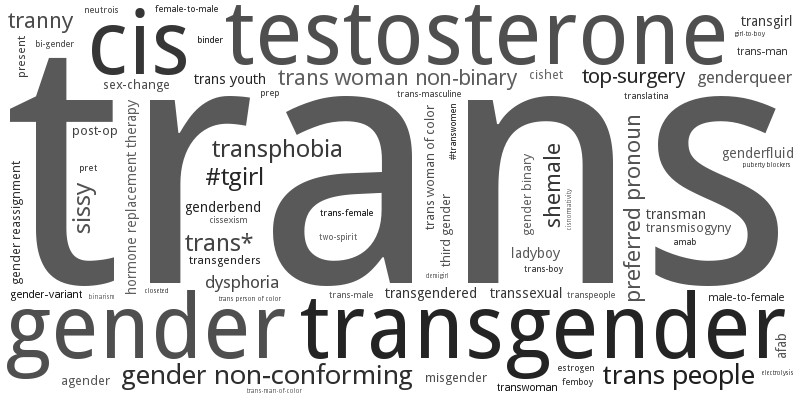 neutrois
female-to-male
tranny
cis
testosterone
transgirl
girl-to-boy
present
bi-gender
binder
trans-man
trans youth
trans woman
non-binary
cishet
top-surgery
genderqueer
sex-change
prep
trans-masculine
translatina
trans
post-op
hormone replacement therapy
transphobia
trans woman of color
#transwomen
preferred pronoun
pret
#tgirl
gender binary
shemale
cisnormativity
genderfluid
puberty blockers
gender reassignment
sissy
genderbend
cissexism
trans-female
third gender
transman
transmisogyny
amab
trans*
two-spirit
transgenders
ladyboy
trans-boy
dysphoria
demigirl
gender-variant
binarism
closeted
trans person of color
trans-male
transgendered
transsexual
transpeople
male-to-female
gender
transgender
afab
agender
gender non-conforming
misgender
estrogen
femboy
transwoman
trans people
electrolysis
trans-man-of-color